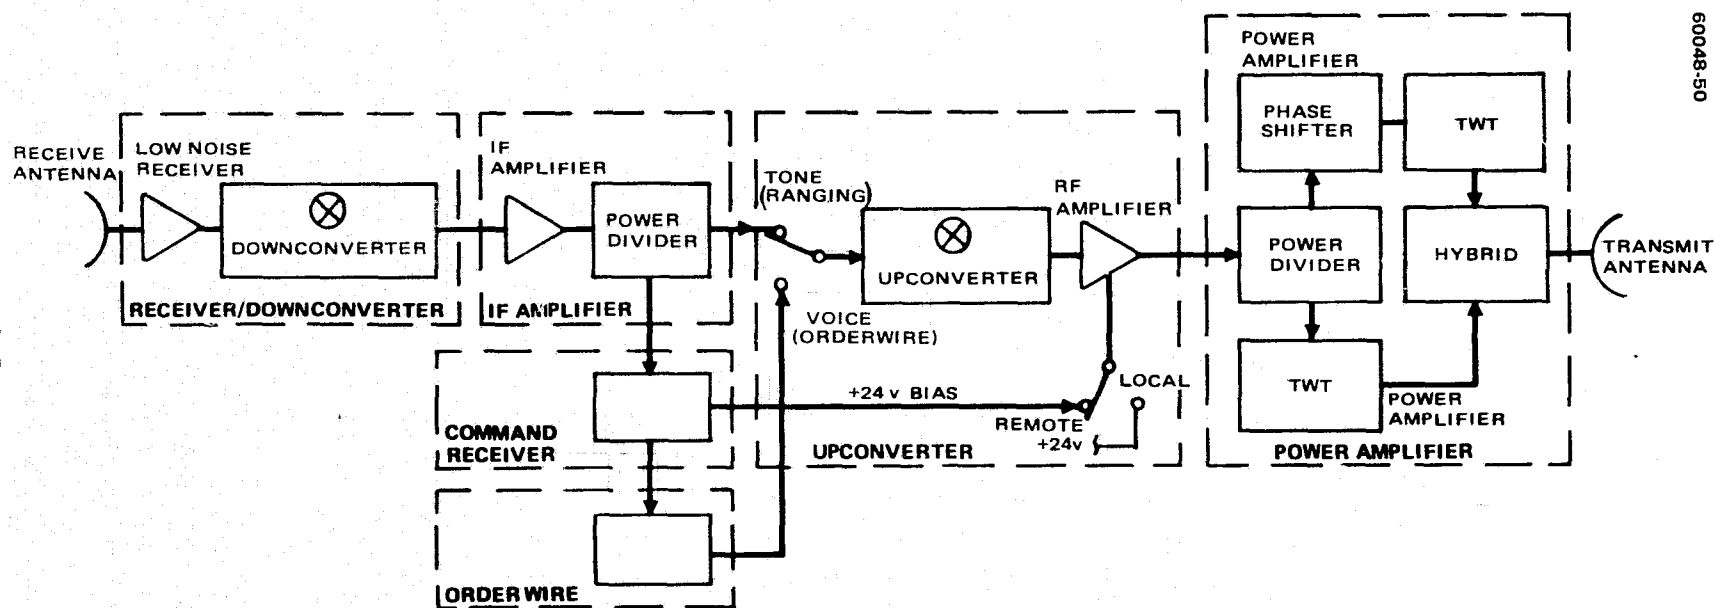 60048-50
RECEIVE
ANTENNA
LOW NOISE
RECEIVER
DOWNCONVERTER
RECEIVER/DOWNCONVERTER
IF
AMPLIFIER
POWER
DIVIDER
IF AMPLIFIER
COMMAND
RECEIVER
ORDERWIRE
TONE
(RANGING)
VOICE
(ORDERWIRE)
UPCONVERTER
RF
AMPLIFIER
+24 v BIAS
LOCAL
REMOTE
+24v
UPCONVERTER
POWER
AMPLIFIER
PHASE
SHIFTER
TWT
POWER
DIVIDER
HYBRID
TWT
POWER
AMPLIFIER
POWER AMPLIFIER
TRANSMIT
ANTENNA